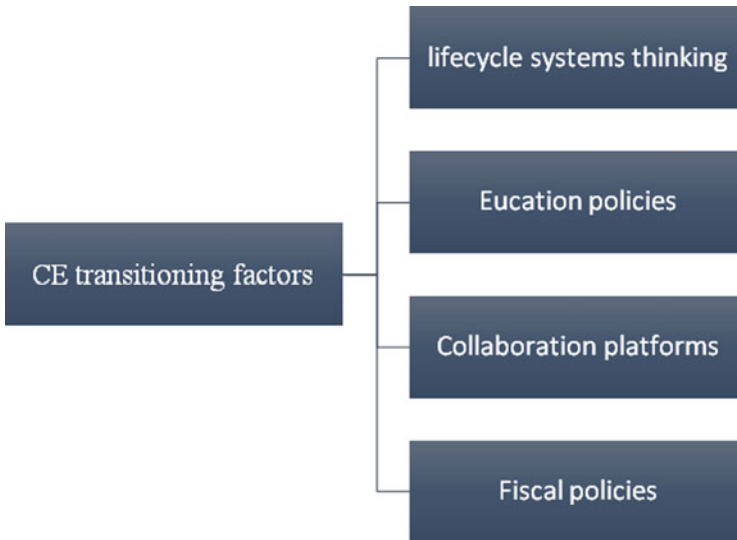 lifecycle systems thinking
Eucation policies
CE transitioning factors
Collaboration platforms
Fiscal policies